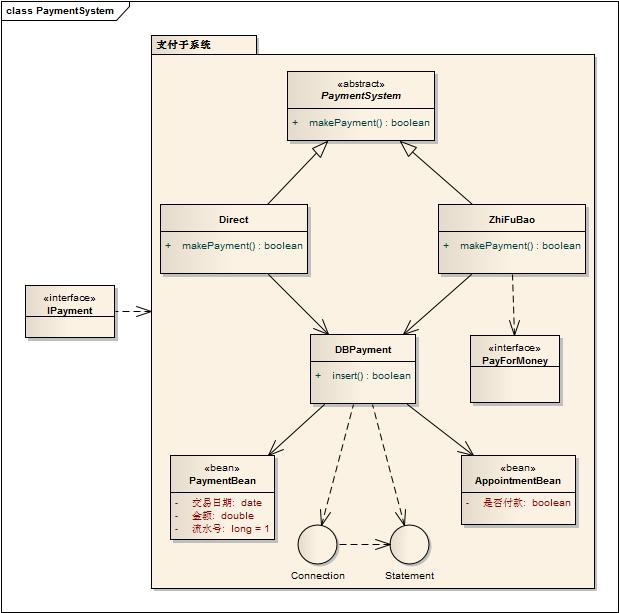 class PaymentSystem
支付子系统
«abstract»
PaymentSystem
+ makePayment() : boolean
Direct
+ makePayment() : boolean
ZhiFuBao
+ makePayment() : boolean
«interface»
IPayment
DBPayment
+ insert() : boolean
«interface»
PayForMoney
«bean»
PaymentBean
- 交易日期: date
- 金额: double
- 流水号: long = 1
«bean»
AppointmentBean
- 是否付款: boolean
Connection
Statement